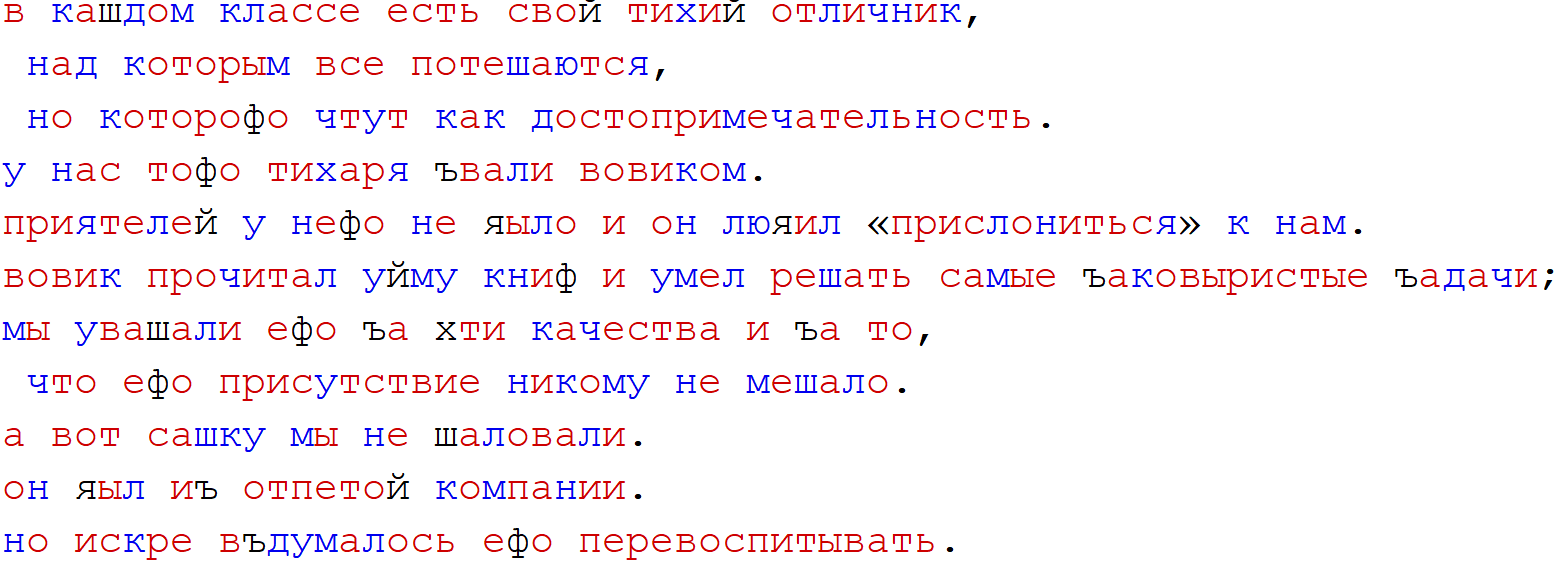 в кашдом классе есть свой тихий отличник,
над которым все потешаются,
но которофо чтут как достопримечательность.
у нас тофо тихаря ъвали вовиком.
приятелей у нефо не яыло и он люяил «прислониться» к нам.
вовик прочитал уйму книф и умел решать самые ъаковыристые ъадачи;
мы увашали ефо ъа хти качества и ъа то,
что ефо присутствие никому не мешало.
а вот сашку мы не шаловали.
он яыл иъ отпетой компании.
но искре въдумалось ефо перевоспитывать.